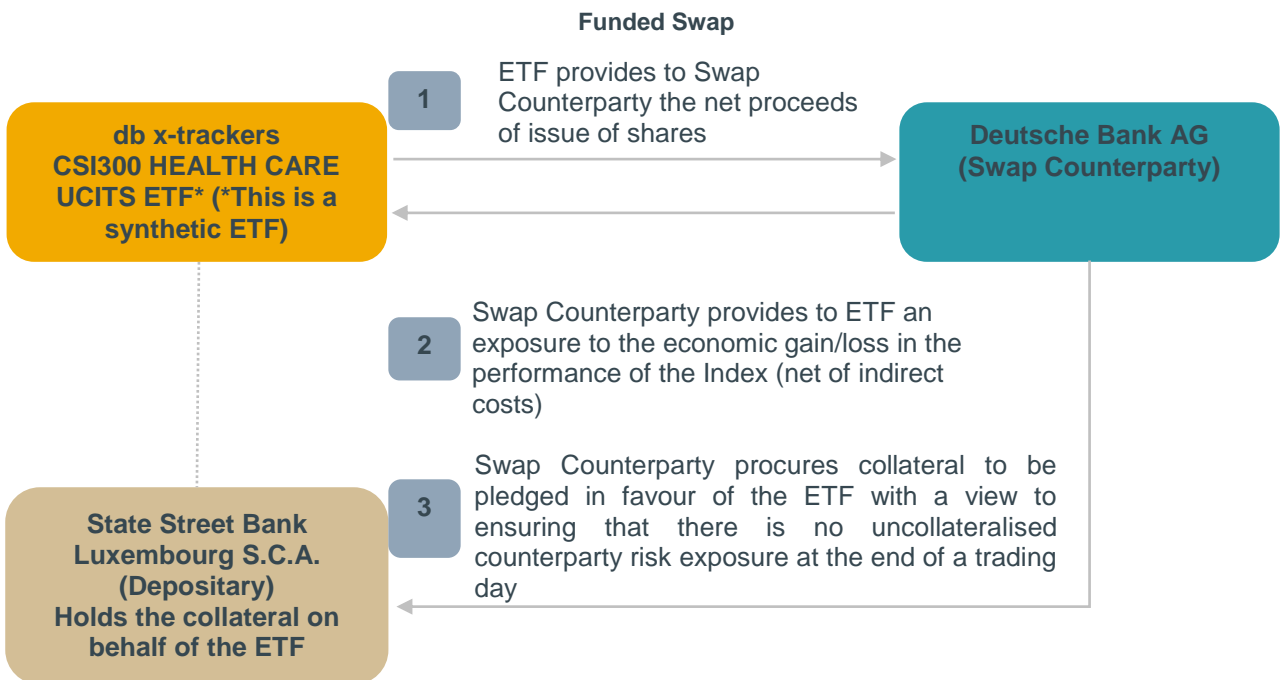 Funded Swap
1
ETF provides to Swap
Counterparty the net proceeds
of issue of shares
db x-trackers
CSI300 HEALTH CARE
UCITS ETF* (*This is a
synthetic ETF)
Deutsche Bank AG
(Swap Counterparty)
2
Swap Counterparty provides to ETF an
exposure to the economic gain/loss in the
performance of the Index (net of indirect
costs)
3
Swap Counterparty procures collateral to be
pledged in favour of the ETF with a view to
ensuring that there is no uncollateralised
counterparty risk exposure at the end of a trading
day
State Street Bank
Luxembourg S.C.A.
(Depositary)
Holds the collateral on
behalf of the ETF